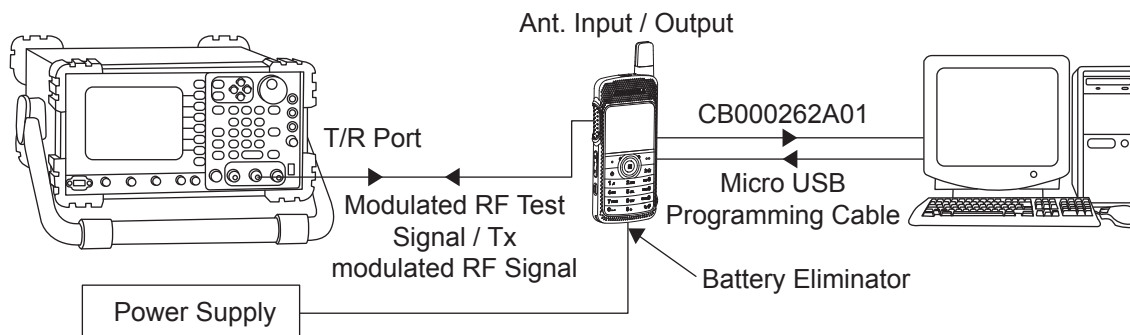 Ant. Input / Output
CB000262A01
T/R Port
Micro USB
Programming Cable
Modulated RF Test
Signal / Tx
modulated RF Signal
Battery Eliminator
Power Supply